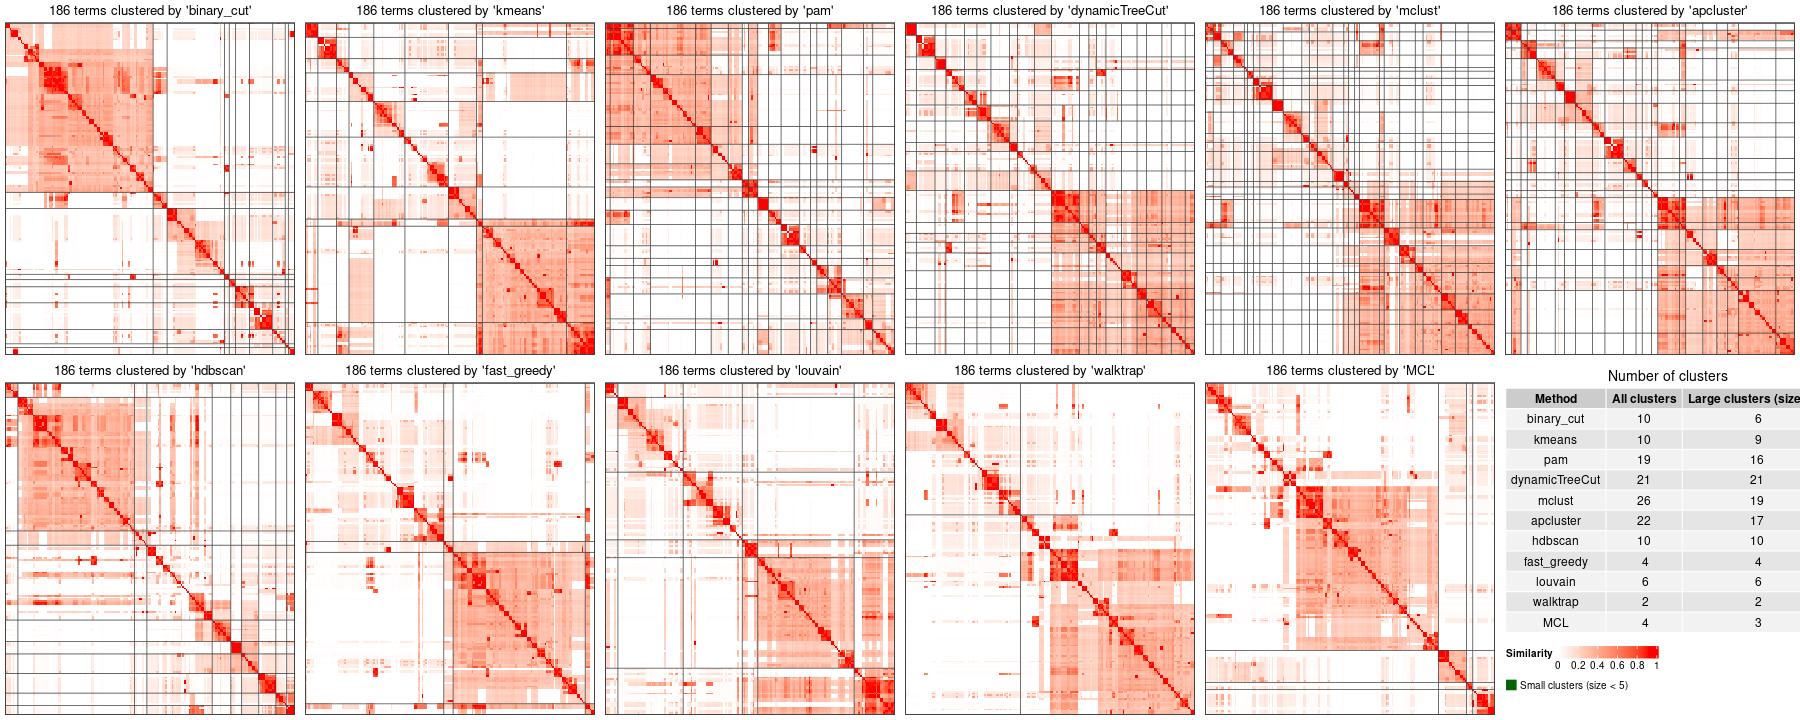 186 terms clustered by 'binary_cut'
186 terms clustered by 'kmeans'
186 terms clustered by 'pam'
186 terms clustered by 'dynamicTreeCut'
186 terms clustered by 'mclust'
186 terms clustered by 'apcluster'
186 terms clustered by 'hdbscan'
186 terms clustered by 'fast_greedy'
186 terms clustered by 'louvain'
186 terms clustered by 'walktrap'
186 terms clustered by 'MCL'
Number of clusters
Method All clusters Large clusters (size
binary_cut 10 6
kmeans 10 9
pam 19 16
dynamicTreeCut 21 21
mclust 26 19
apcluster 22 17
hdbscan 10 10
fast_greedy 4 4
louvain 6 6
walktrap 2 2
MCL 4 3
Similarity
0 0.2 0.4 0.6 0.8 1
Small clusters (size < 5)